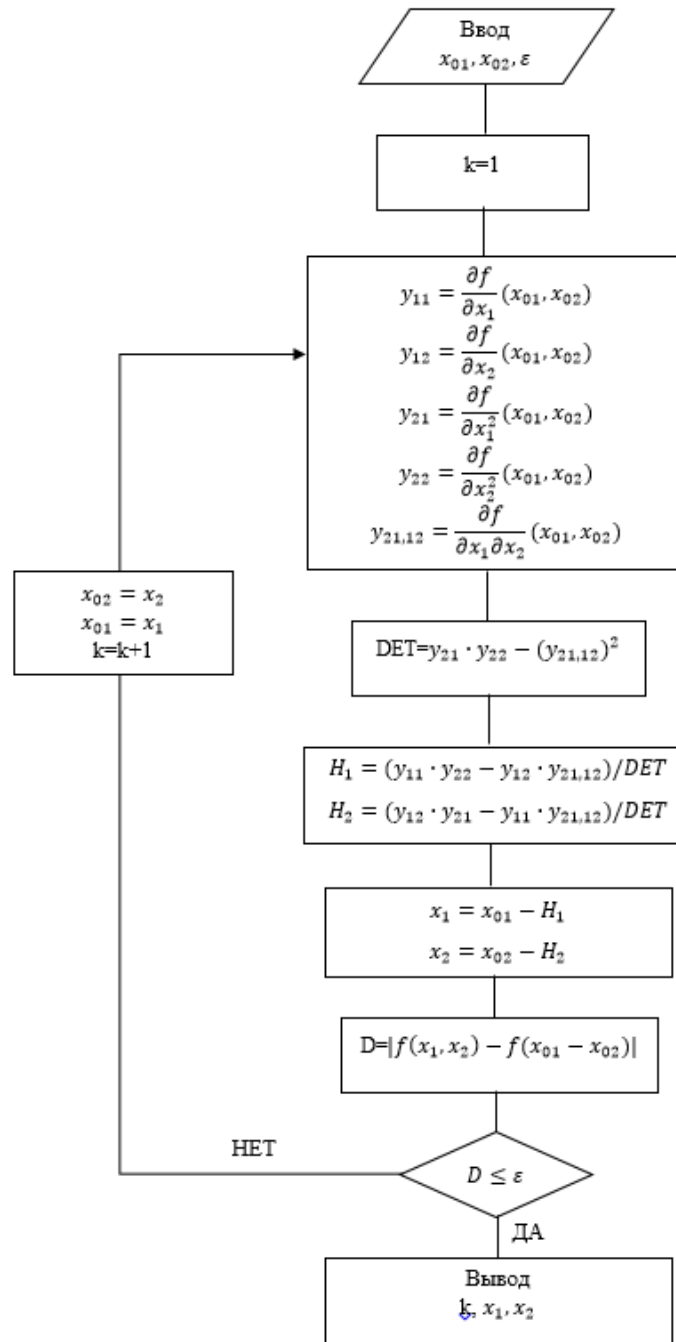 Ввод
x₀₁, x₀₂, ε
k=1
y₁₁ = ∂f/∂x₁ (x₀₁, x₀₂)
y₁₂ = ∂f/∂x₂ (x₀₁, x₀₂)
y₂₁ = ∂f/∂x₁² (x₀₁, x₀₂)
y₂₂ = ∂f/∂x₂² (x₀₁, x₀₂)
y₂₁,₁₂ = ∂f/∂x₁∂x₂ (x₀₁, x₀₂)
x₀₂ = x₂
x₀₁ = x₁
k=k+1
DET=y₂₁ · y₂₂ − (y₂₁,₁₂)²
H₁ = (y₁₁ · y₂₂ − y₁₂ · y₂₁,₁₂)/DET
H₂ = (y₁₂ · y₂₁ − y₁₁ · y₂₁,₁₂)/DET
x₁ = x₀₁ − H₁
x₂ = x₀₂ − H₂
D=|f(x₁, x₂) − f(x₀₁ − x₀₂)|
НЕТ
D ≤ ε
ДА
Вывод
k, x₁, x₂